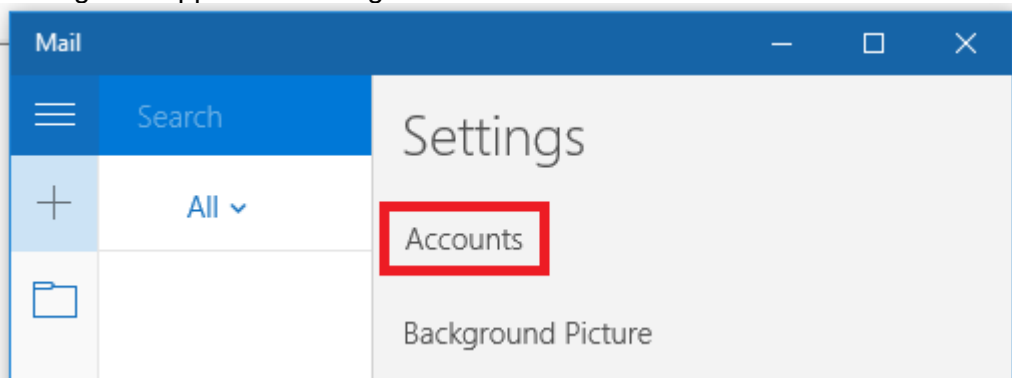 Mail
Search
Settings
All
Accounts
Background Picture